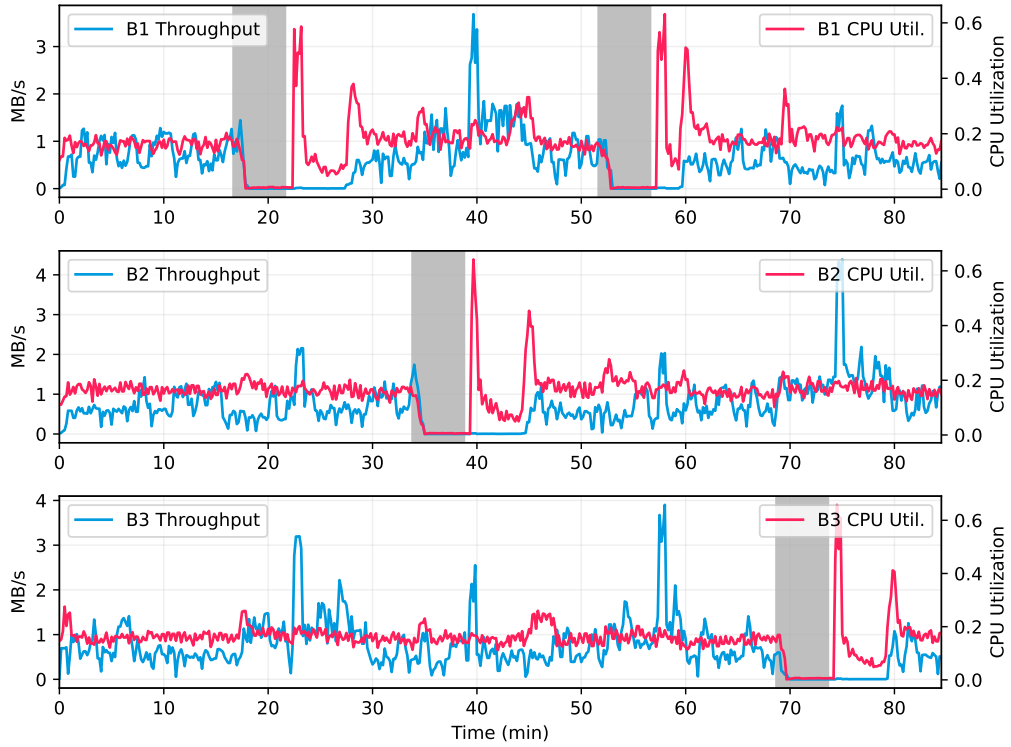 B1 Throughput
B1 CPU Util.
3
2
1
0
MB/s
0.6
0.4
0.2
0.0
CPU Utilization
0 10 20 30 40 50 60 70 80
B2 Throughput
B2 CPU Util.
4
3
2
1
0
MB/s
0.6
0.4
0.2
0.0
CPU Utilization
0 10 20 30 40 50 60 70 80
B3 Throughput
B3 CPU Util.
4
3
2
1
0
MB/s
0.6
0.4
0.2
0.0
CPU Utilization
0 10 20 30 40 50 60 70 80
Time (min)